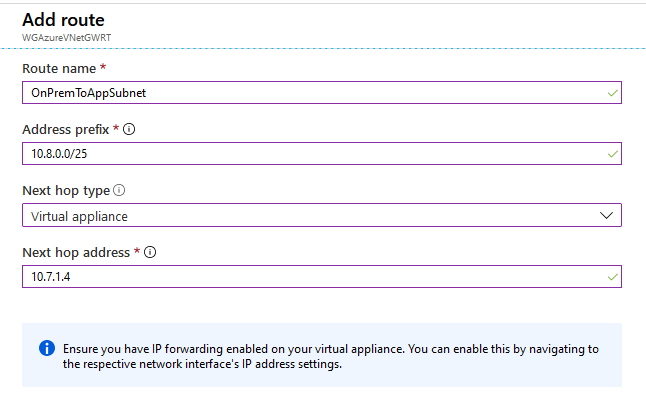 Add route
WGAzureVNetGWRT
Route name *
OnPremToAppSubnet
Address prefix *
10.8.0.0/25
Next hop type
Virtual appliance
Next hop address *
10.7.1.4
Ensure you have IP forwarding enabled on your virtual appliance. You can enable this by navigating to
the respective network interface's IP address settings.